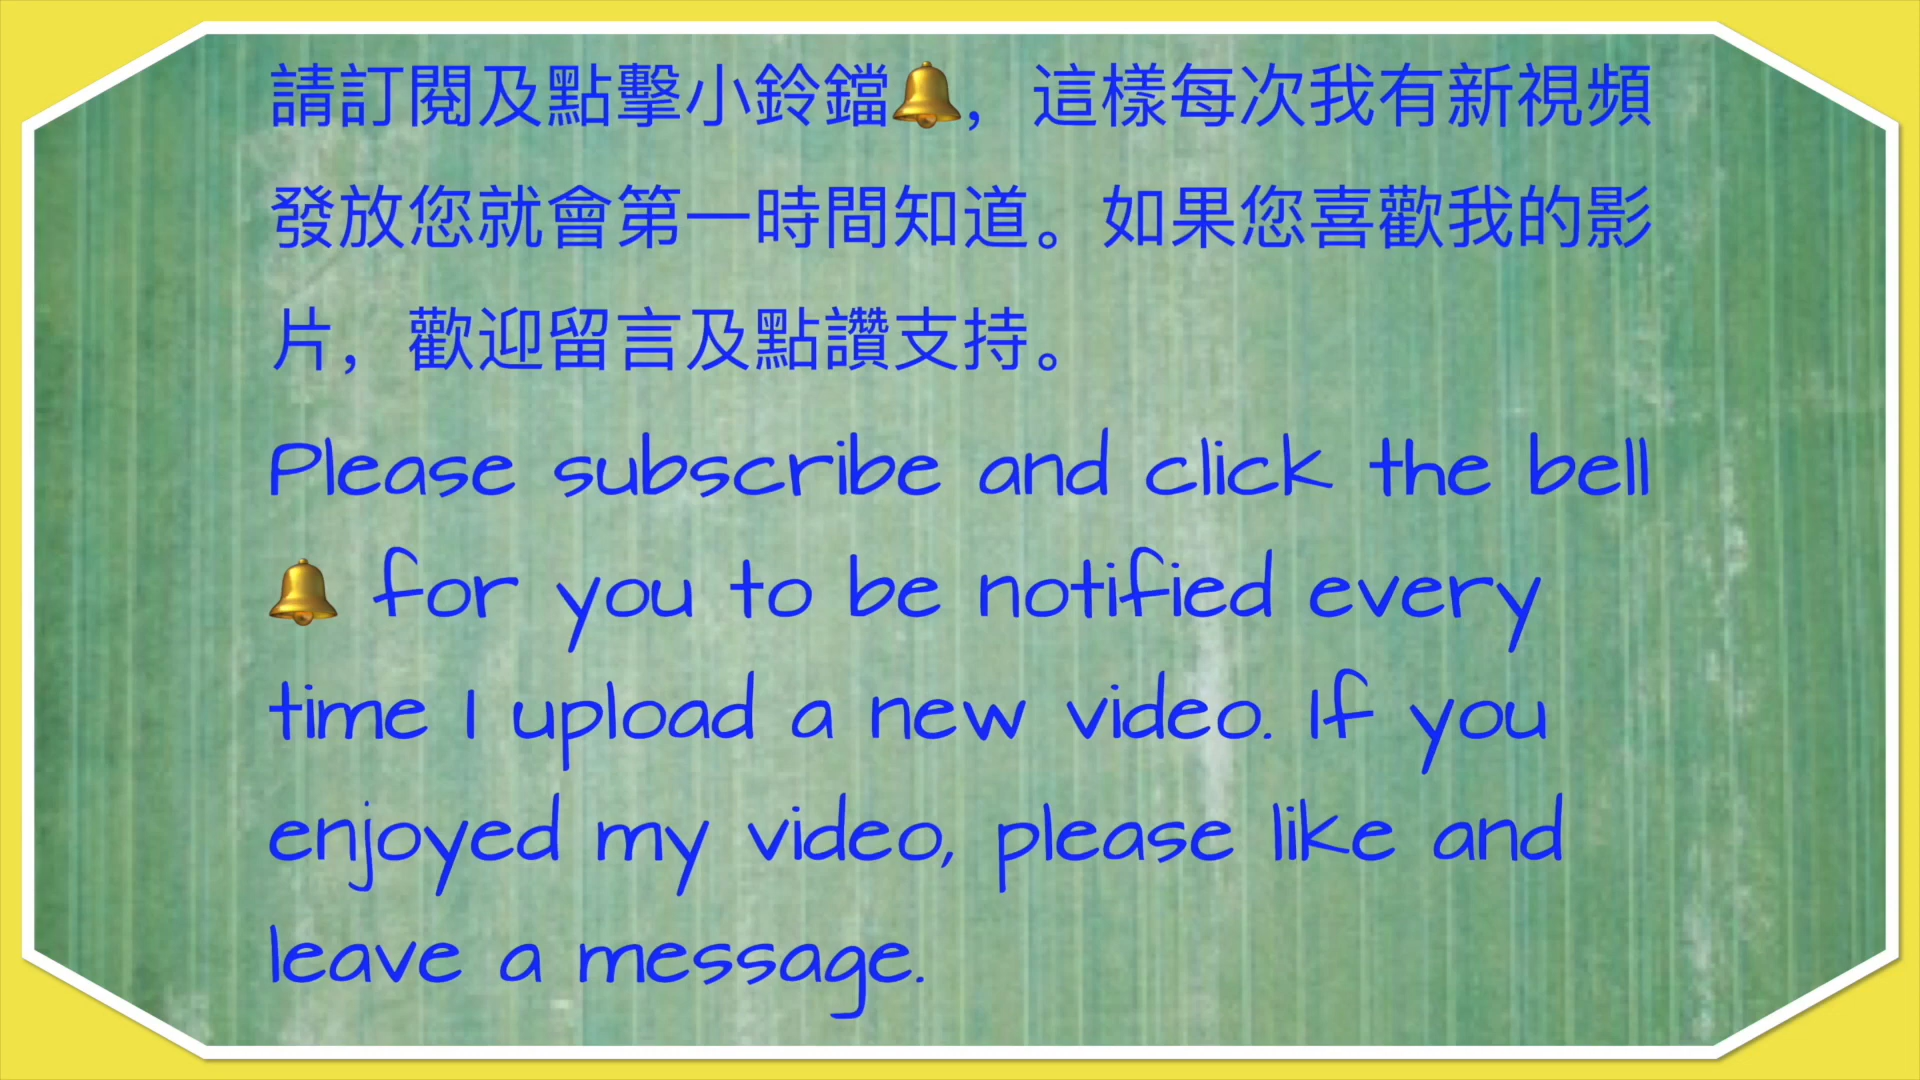 請訂閱及點擊小鈴鐺🔔，這樣每次我有新視頻
發放您就會第一時間知道。如果您喜歡我的影
片，歡迎留言及點讚支持。
Please subscribe and click the bell
🔔 for you to be notified every
time I upload a new video. If you
enjoyed my video, please like and
leave a message.